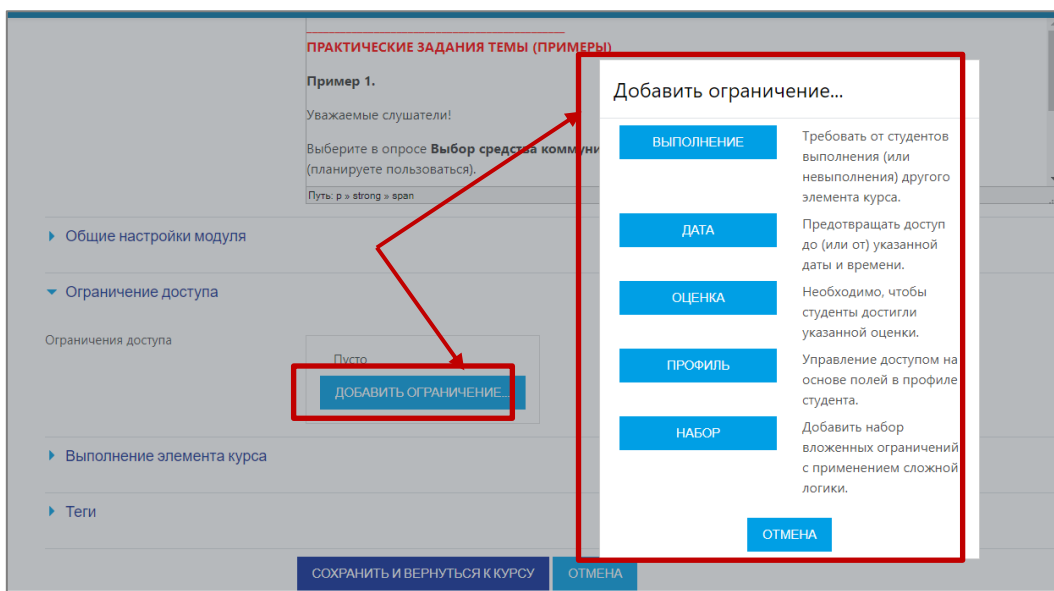 ПРАКТИЧЕСКИЕ ЗАДАНИЯ ТЕМЫ (ПРИМЕРЫ)
Пример 1.
Уважаемые слушатели!
Выберите в опросе Выбор средства коммуни
(планируете пользоваться).
Путь: p » strong » span
Общие настройки модуля
Ограничение доступа
Ограничения доступа
Пусто
ДОБАВИТЬ ОГРАНИЧЕНИЕ...
Выполнение элемента курса
Теги
СОХРАНИТЬ И ВЕРНУТЬСЯ К КУРСУ
ОТМЕНА
Добавить ограничение...
ВЫПОЛНЕНИЕ
Требовать от студентов
выполнения (или
невыполнения) другого
элемента курса.
ДАТА
Предотвращать доступ
до (или от) указанной
даты и времени.
ОЦЕНКА
Необходимо, чтобы
студенты достигли
указанной оценки.
ПРОФИЛЬ
Управление доступом на
основе полей в профиле
студента.
НАБОР
Добавить набор
вложенных ограничений
с применением сложной
логики.
ОТМЕНА